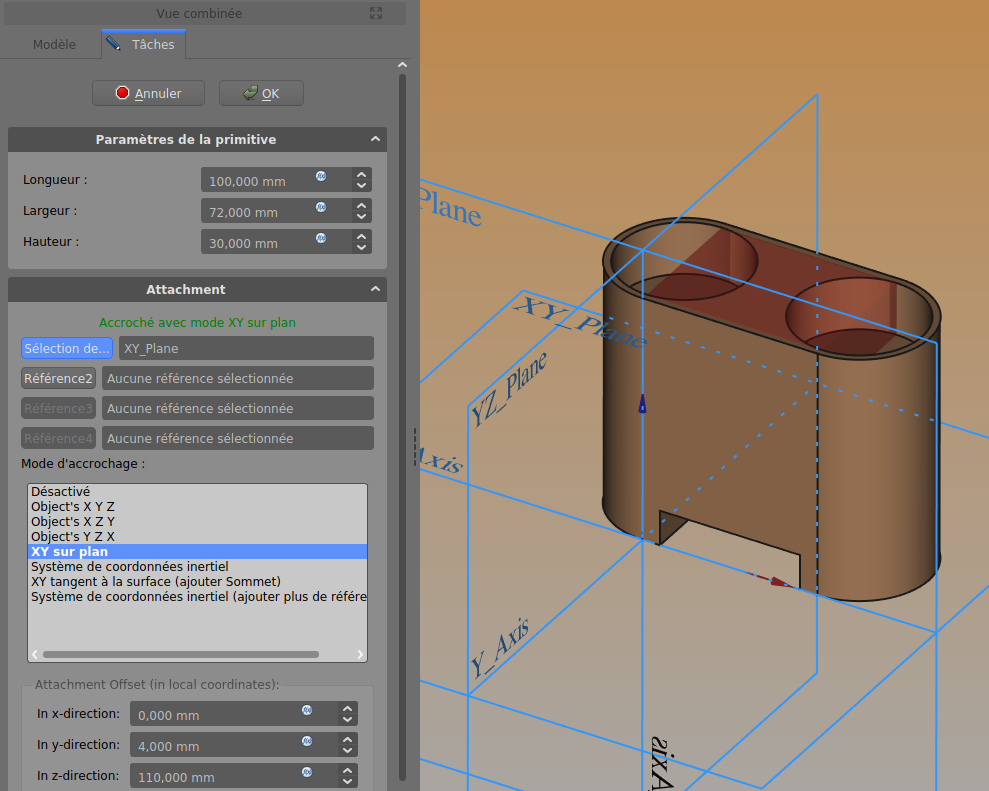 Vue combinée
Modèle
Tâches
Annuler
OK
Paramètres de la primitive
Longueur :
100,000 mm
Largeur :
72,000 mm
Hauteur :
30,000 mm
Attachment
Accroché avec mode XY sur plan
Sélection de...
XY_Plane
Référence2
Aucune référence sélectionnée
Référence3
Aucune référence sélectionnée
Référence4
Aucune référence sélectionnée
Mode d'accrochage :
Désactivé
Object's X Y Z
Object's X Z Y
Object's Y Z X
XY sur plan
Système de coordonnées inertiel
XY tangent à la surface (ajouter Sommet)
Système de coordonnées inertiel (ajouter plus de référe
Attachment Offset (in local coordinates):
In x-direction:
0,000 mm
In y-direction:
4,000 mm
In z-direction:
110,000 mm
Plane
XY_Plane
YZ_Plane
Axis
Y_Axis
Axis